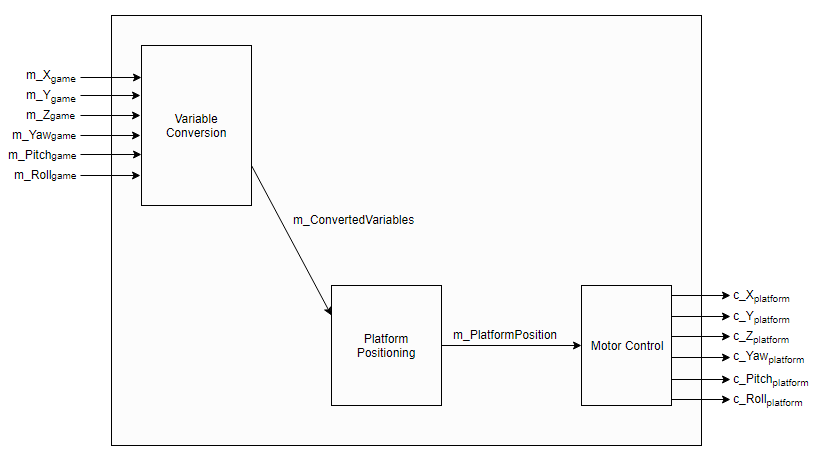 m_Xgame
m_Ygame
m_Zgame
m_Yawgame
m_Pitchgame
m_Rollgame
Variable
Conversion
m_ConvertedVariables
Platform
Positioning
m_PlatformPosition
Motor Control
c_Xplatform
c_Yplatform
c_Zplatform
c_Yawplatform
c_Pitchplatform
c_Rollplatform